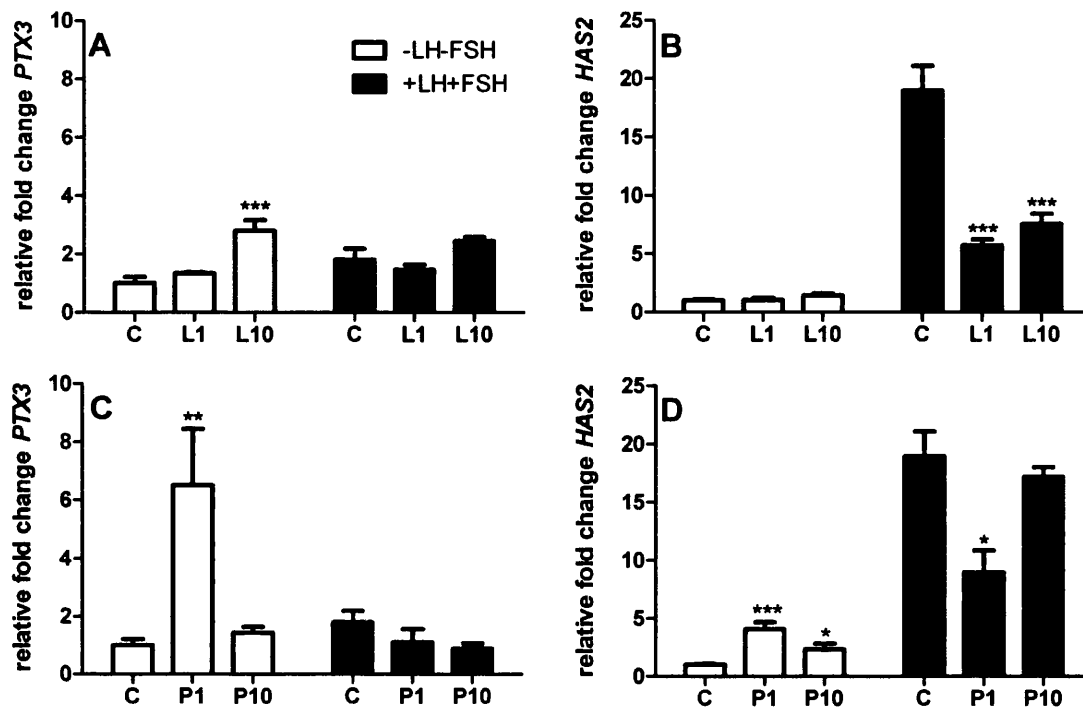 A
relative fold change PTX3
10
8
6
4
2
0
-LH-FSH
+LH+FSH
***
C L1 L10 C L1 L10
B
relative fold change HAS2
25
20
15
10
5
0
*** ***
C L1 L10 C L1 L10
C
relative fold change PTX3
10
8
6
4
2
0
**
C P1 P10 C P1 P10
D
relative fold change HAS2
25
20
15
10
5
0
*** * *
C P1 P10 C P1 P10